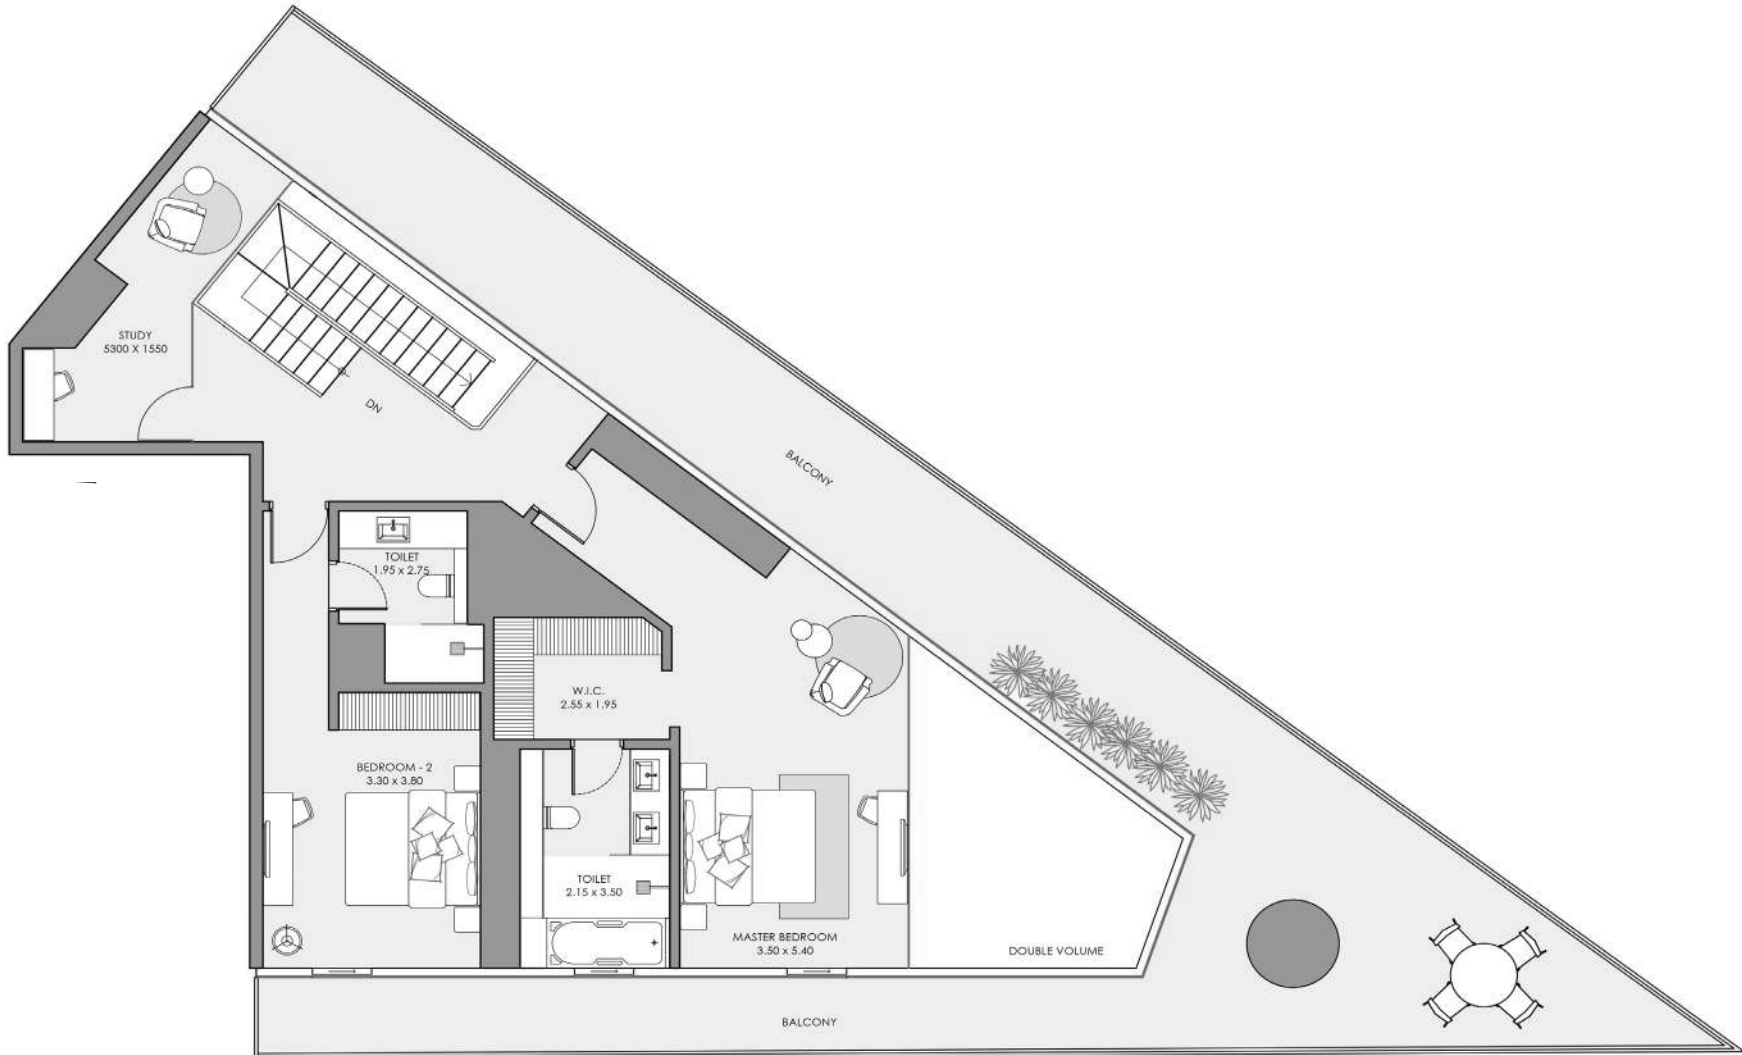 STUDY
5300 X 1550
DN
BALCONY
TOILET
1.95 x 2.75
W.I.C.
2.55 x 1.95
BEDROOM - 2
3.30 x 3.80
TOILET
2.15 x 3.50
MASTER BEDROOM
3.50 x 5.40
DOUBLE VOLUME
BALCONY